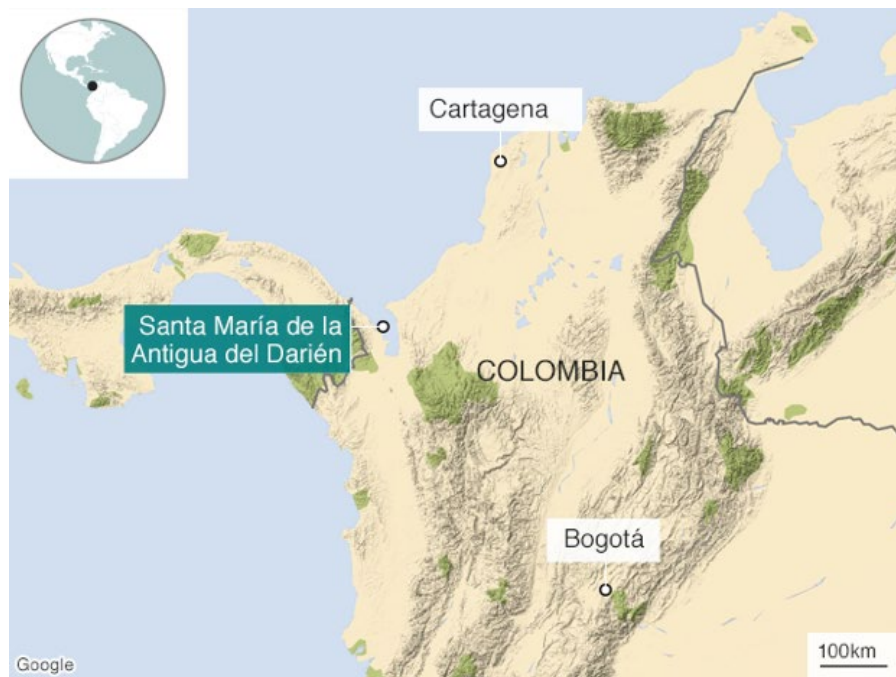 Cartagena
Santa María de la
Antigua del Darién
COLOMBIA
Bogotá
Google
100km